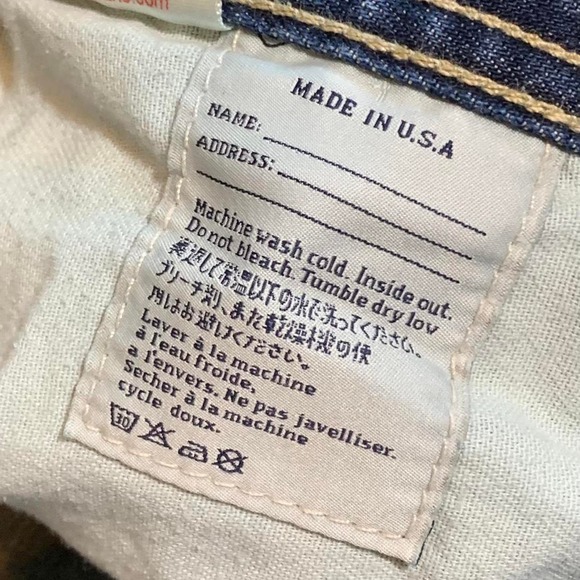 MADE IN U.S.A
NAME:
ADDRESS:
Machine wash cold. Inside out.
Do not bleach. Tumble dry low
裏返して常温以下の水で洗ってください。
ブリーチ剤、また乾燥機の使
用はお避けください。
Laver à la machine
à l'eau froide.
a l'envers. Ne pas javelliser.
Secher à la machine
cycle doux.
30